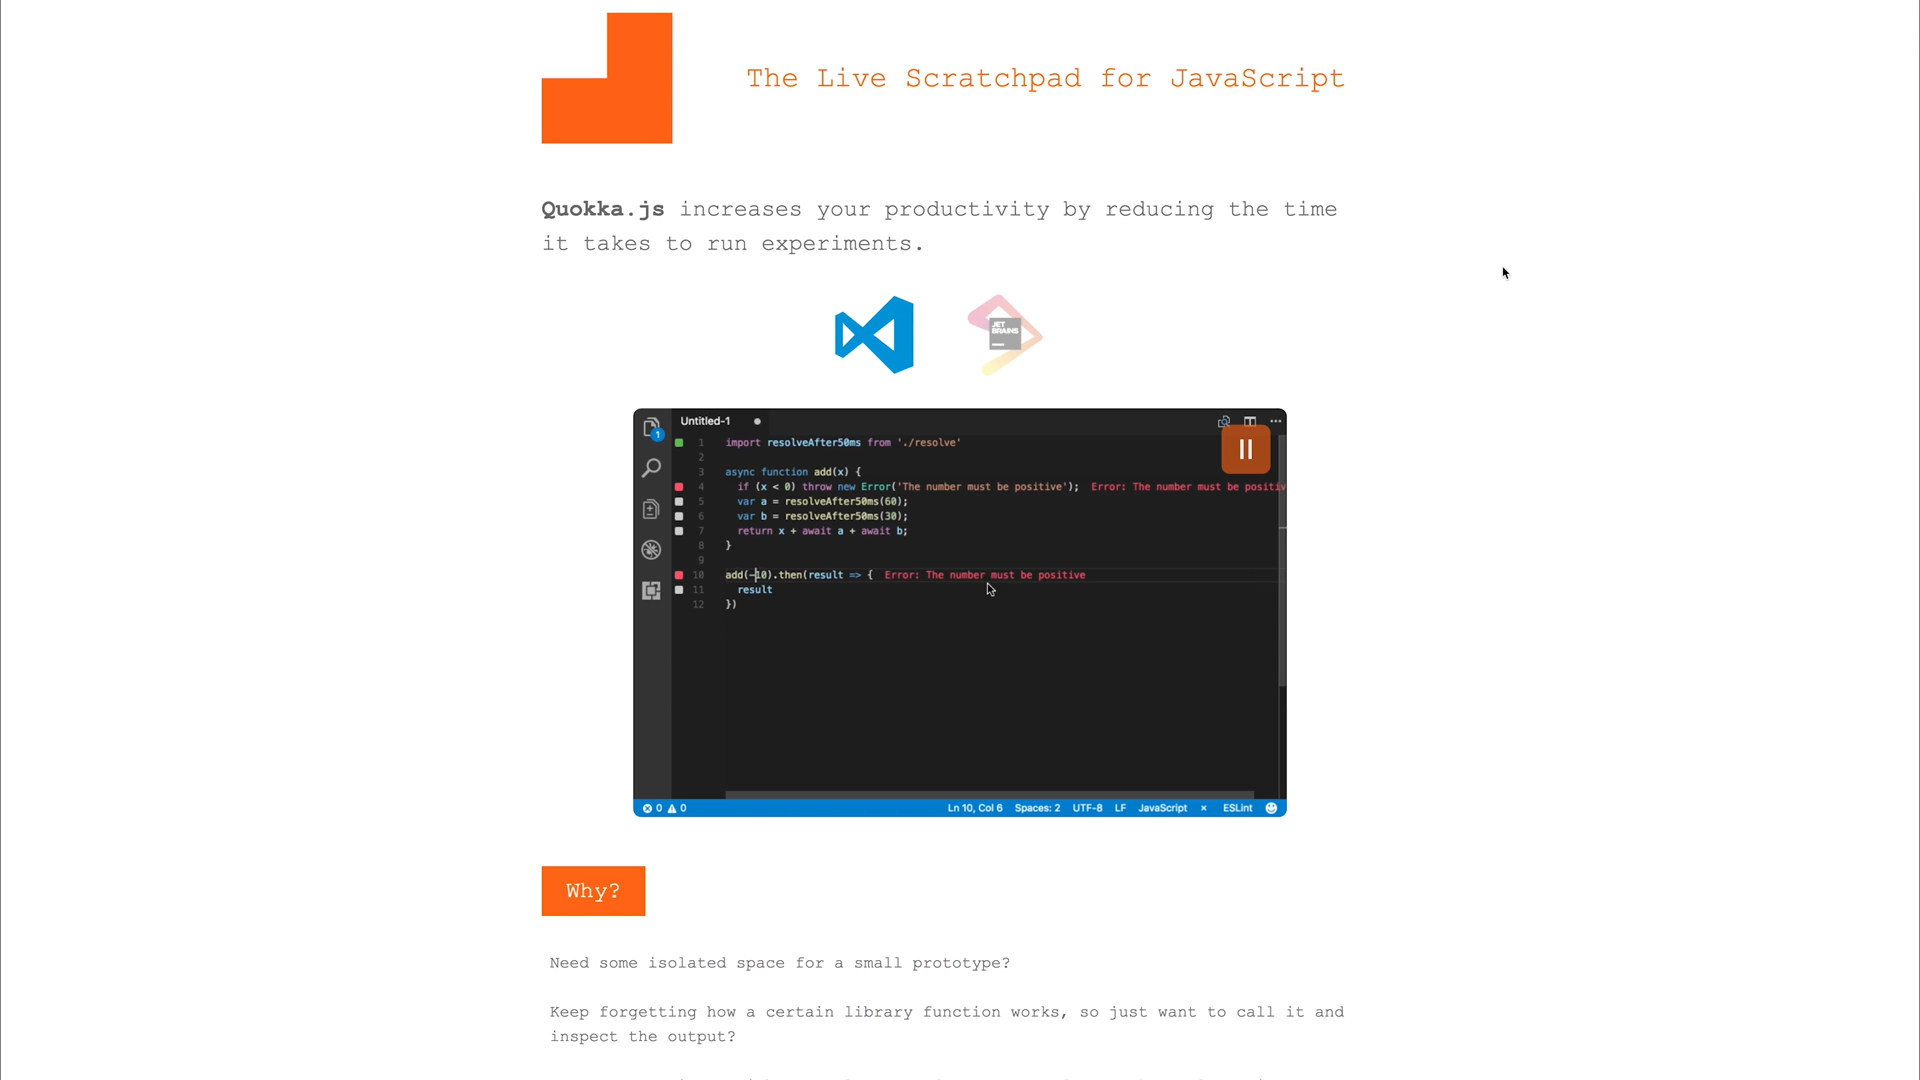 The Live Scratchpad for JavaScript
Quokka.js increases your productivity by reducing the time
it takes to run experiments.
JET
BRAINS
Untitled-1
1
1 import resolveAfter50ms from './resolve'
2
3 async function add(x) {
4 if (x < 0) throw new Error('The number must be positive'); Error: The number must be positiv
5 var a = resolveAfter50ms(60);
6 var b = resolveAfter50ms(30);
7 return x + await a + await b;
8 }
9
10 add(-10).then(result => { Error: The number must be positive
11 result
12 })
0 0 Ln 10, Col 6 Spaces: 2 UTF-8 LF JavaScript × ESLint
Why?
Need some isolated space for a small prototype?
Keep forgetting how a certain library function works, so just want to call it and
inspect the output?